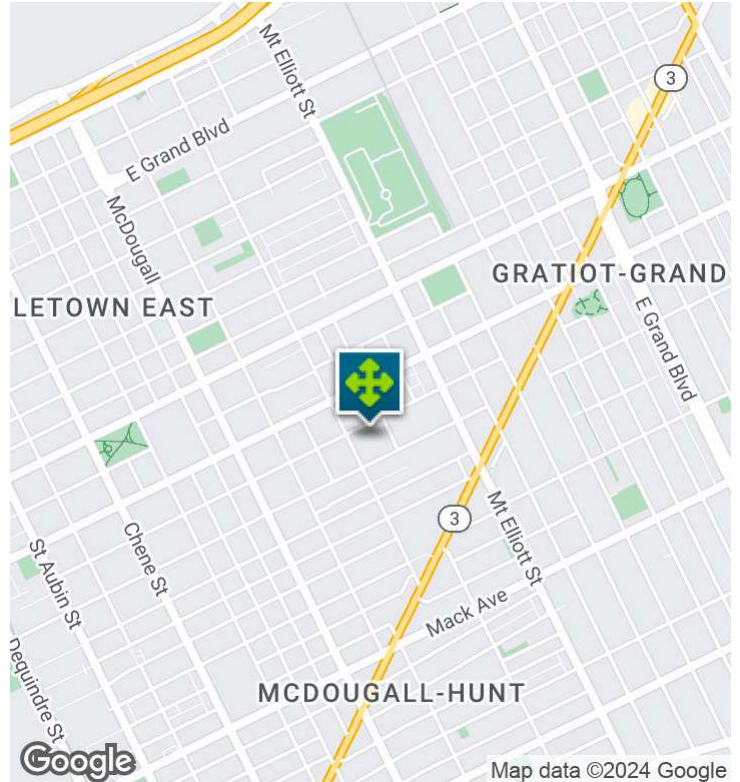 Mt Elliott St
3
E Grand Blvd
McDougall
GRATIOT-GRAND
LETOWN EAST
E Grand Blvd
3
Mt Elliott St
Chene St
St Aubin St
Mack Ave
Dequindre St
MCDOUGALL-HUNT
Google
Map data ©2024 Google